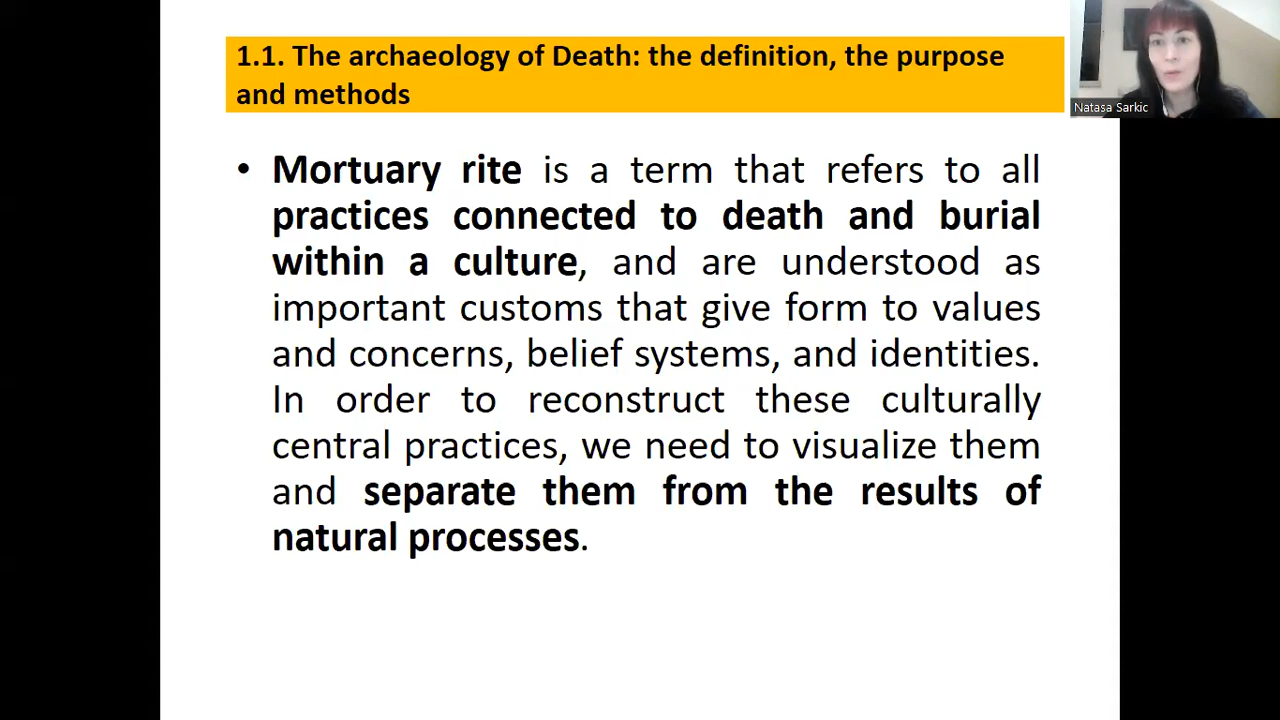 1.1. The archaeology of Death: the definition, the purpose
and methods
Natasa Sarkic
• Mortuary rite is a term that refers to all
practices connected to death and burial
within a culture, and are understood as
important customs that give form to values
and concerns, belief systems, and identities.
In order to reconstruct these culturally
central practices, we need to visualize them
and separate them from the results of
natural processes.